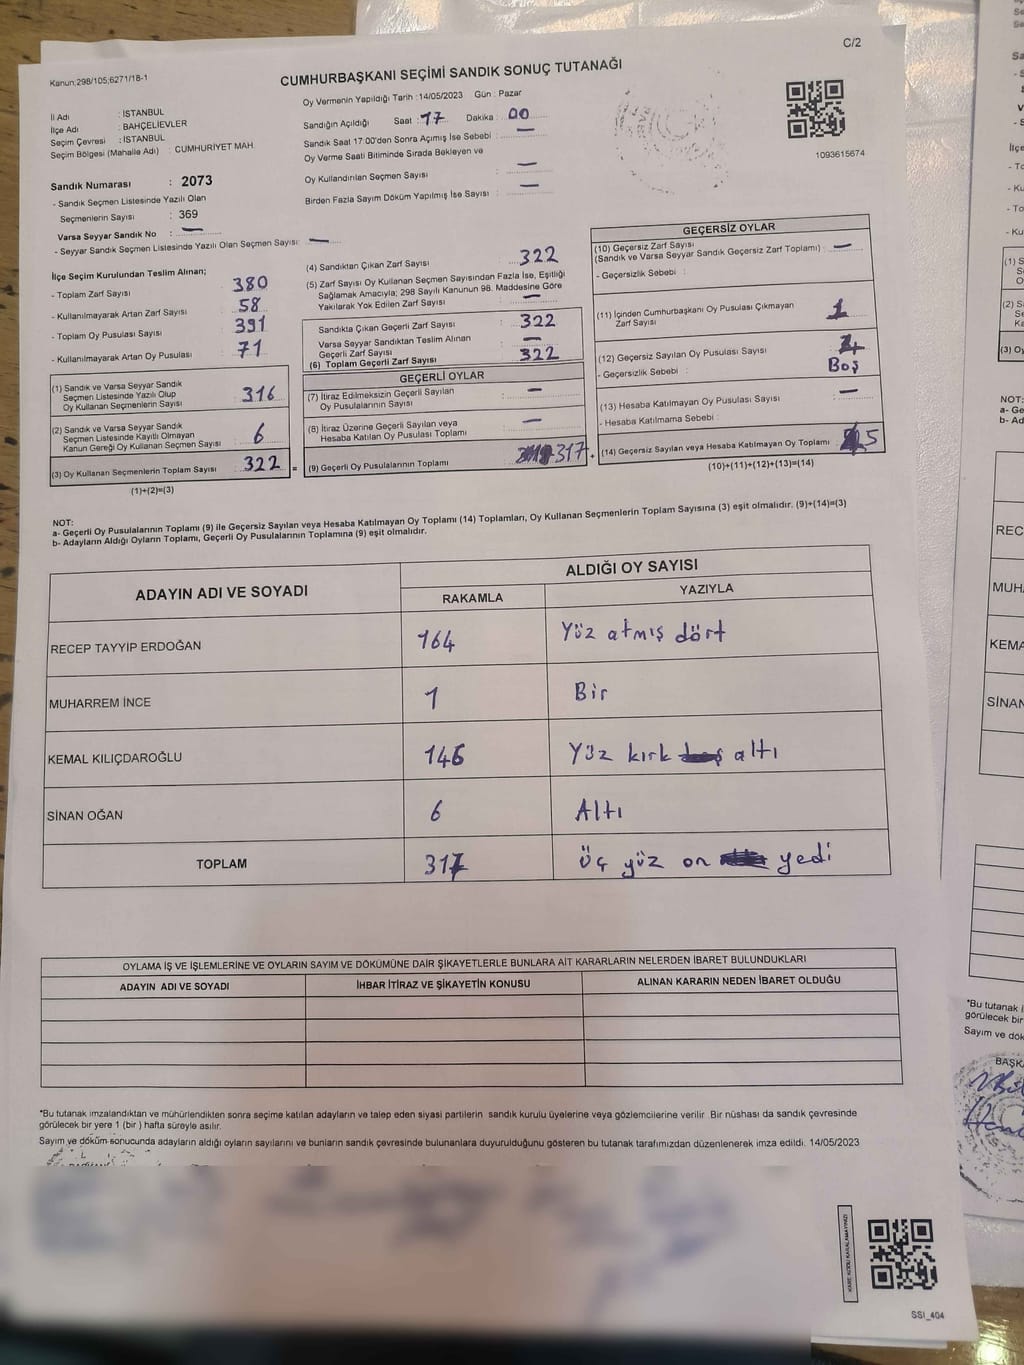 C/2
Kanun:298/105;6271/18-1
CUMHURBAŞKANI SEÇİMİ SANDIK SONUÇ TUTANAĞI
İl Adı : İSTANBUL
İlçe Adı : BAHÇELİEVLER
Seçim Çevresi : İSTANBUL
Seçim Bölgesi (Mahalle Adı) : CUMHURİYET MAH.
Sandık Numarası : 2073
- Sandık Seçmen Listesinde Yazılı Olan
Seçmenlerin Sayısı : 369
Varsa Seyyar Sandık No : —
- Seyyar Sandık Seçmen Listesinde Yazılı Olan Seçmen Sayısı: —
Oy Vermenin Yapıldığı Tarih :14/05/2023 Gün : Pazar
Sandığın Açıldığı Saat : 17 Dakika : 00
Sandık Saat 17:00'den Sonra Açımış İse Sebebi : —
Oy Verme Saati Bitiminde Sırada Bekleyen ve
Oy Kullandırılan Seçmen Sayısı : —
Birden Fazla Sayım Döküm Yapılmış İse Sayısı : —
1093615674
İlçe Seçim Kurulundan Teslim Alınan;
- Toplam Zarf Sayısı : 380
- Kullanılmayarak Artan Zarf Sayısı : 58
- Toplam Oy Pusulası Sayısı : 391
- Kullanılmayarak Artan Oy Pusulası : 71
(1) Sandık ve Varsa Seyyar Sandık
Seçmen Listesinde Yazılı Olup
Oy Kullanan Seçmenlerin Sayısı : 316
(2) Sandık ve Varsa Seyyar Sandık
Seçmen Listesinde Kayıtlı Olmayan
Kanun Gereği Oy Kullanan Seçmen Sayısı : 6
(3) Oy Kullanan Seçmenlerin Toplam Sayısı : 322 =
(1)+(2)=(3)
(4) Sandıktan Çıkan Zarf Sayısı : 322
(5) Zarf Sayısı Oy Kullanan Seçmen Sayısından Fazla İse, Eşitliği
Sağlamak Amacıyla; 298 Sayılı Kanunun 98. Maddesine Göre
Yakılarak Yok Edilen Zarf Sayısı : —
Sandıkta Çıkan Geçerli Zarf Sayısı : 322
Varsa Seyyar Sandıktan Teslim Alınan
Geçerli Zarf Sayısı : —
(6) Toplam Geçerli Zarf Sayısı : 322
GEÇERLİ OYLAR
(7) İtiraz Edilmeksizin Geçerli Sayılan
Oy Pusulalarının Sayısı : —
(8) İtiraz Üzerine Geçerli Sayılan veya
Hesaba Katılan Oy Pusulası Toplamı : —
(9) Geçerli Oy Pusulalarının Toplamı : 317 +
GEÇERSİZ OYLAR
(10) Geçersiz Zarf Sayısı
(Sandık ve Varsa Seyyar Sandık Geçersiz Zarf Toplamı) : —
- Geçersizlik Sebebi :
(11) İçinden Cumhurbaşkanı Oy Pusulası Çıkmayan
Zarf Sayısı : 1
(12) Geçersiz Sayılan Oy Pusulası Sayısı : 4
- Geçersizlik Sebebi : Boş
(13) Hesaba Katılmayan Oy Pusulası Sayısı : —
- Hesaba Katılmama Sebebi :
(14) Geçersiz Sayılan veya Hesaba Katılmayan Oy Toplamı : 5
(10)+(11)+(12)+(13)=(14)
NOT:
a- Geçerli Oy Pusulalarının Toplamı (9) ile Geçersiz Sayılan veya Hesaba Katılmayan Oy Toplamı (14) Toplamları, Oy Kullanan Seçmenlerin Toplam Sayısına (3) eşit olmalıdır. (9)+(14)=(3)
b- Adayların Aldığı Oyların Toplamı, Geçerli Oy Pusulalarının Toplamına (9) eşit olmalıdır.
ADAYIN ADI VE SOYADI ALDIĞI OY SAYISI
RAKAMLA YAZIYLA
RECEP TAYYİP ERDOĞAN 164 Yüz atmış dört
MUHARREM İNCE 1 Bir
KEMAL KILIÇDAROĞLU 146 Yüz kırk altı
SİNAN OĞAN 6 Altı
TOPLAM 317 Üç yüz on yedi
OYLAMA İŞ VE İŞLEMLERİNE VE OYLARIN SAYIM VE DÖKÜMÜNE DAİR ŞİKAYETLERLE BUNLARA AİT KARARLARIN NELERDEN İBARET BULUNDUKLARI
ADAYIN ADI VE SOYADI İHBAR İTİRAZ VE ŞİKAYETİN KONUSU ALINAN KARARIN NEDEN İBARET OLDUĞU
*Bu tutanak imzalandıktan ve mühürlendikten sonra seçime katılan adayların ve talep eden siyasi partilerin sandık kurulu üyelerine veya gözlemcilerine verilir. Bir nüshası da sandık çevresinde
görülecek bir yere 1 (bir) hafta süreyle asılır.
Sayım ve döküm sonucunda adayların aldığı oyların sayılarını ve bunların sandık çevresinde bulunanlara duyurulduğunu gösteren bu tutanak tarafımızdan düzenlenerek imza edildi. 14/05/2023
KARE KODU KARALAMAYINIZ!
SSI_404
NOT:
REC
MUH
KEMA
SİNAN
*Bu tutanak
görülecek bir
Sayım ve dök
BAŞK